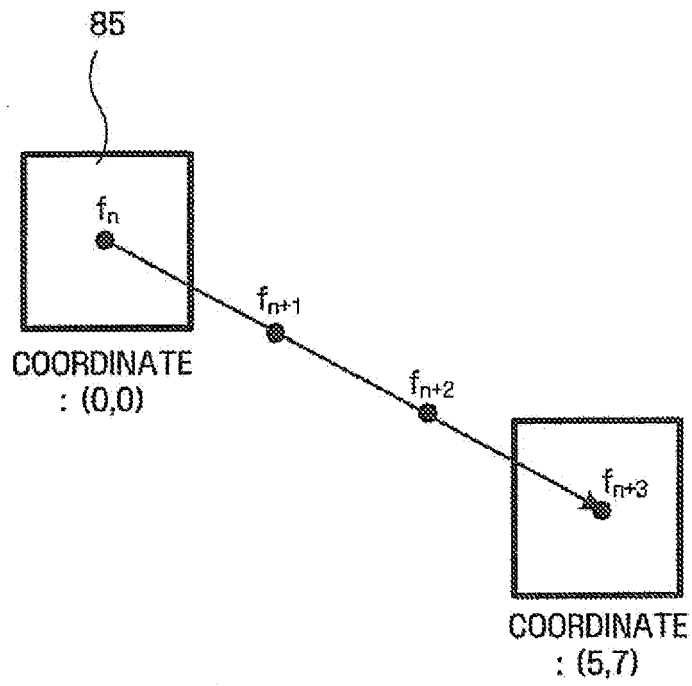 85
fn
fn+1
COORDINATE
: (0,0)
fn+2
fn+3
COORDINATE
: (5,7)